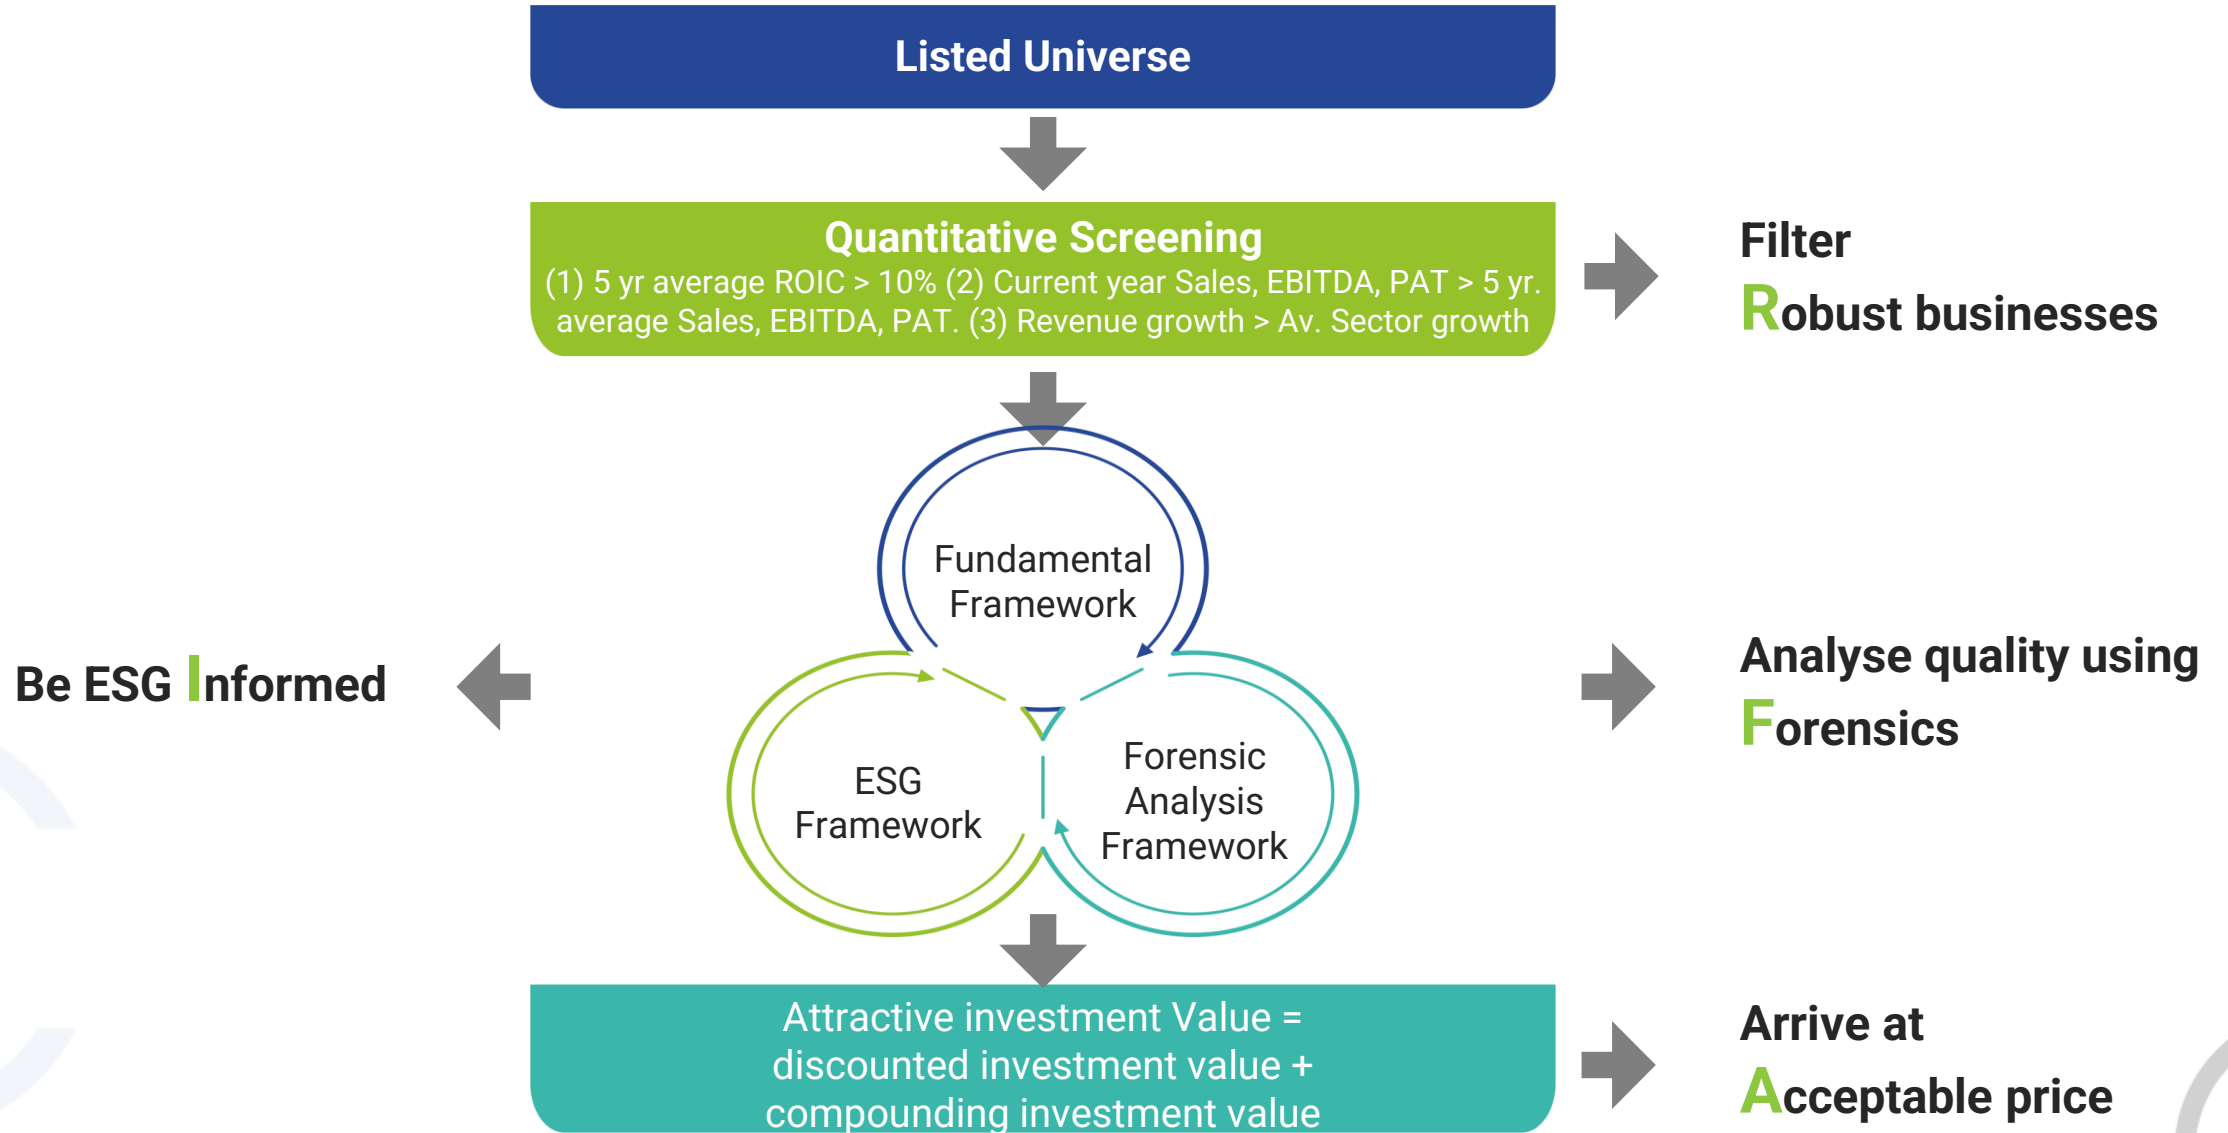 Listed Universe
Quantitative Screening
(1) 5 yr average ROIC > 10% (2) Current year Sales, EBITDA, PAT > 5 yr.
average Sales, EBITDA, PAT. (3) Revenue growth > Av. Sector growth
Filter
Robust businesses
Fundamental
Framework
Be ESG Informed
ESG
Framework
Forensic
Analysis
Framework
Analyse quality using
Forensics
Attractive investment Value =
discounted investment value +
compounding investment value
Arrive at
Acceptable price